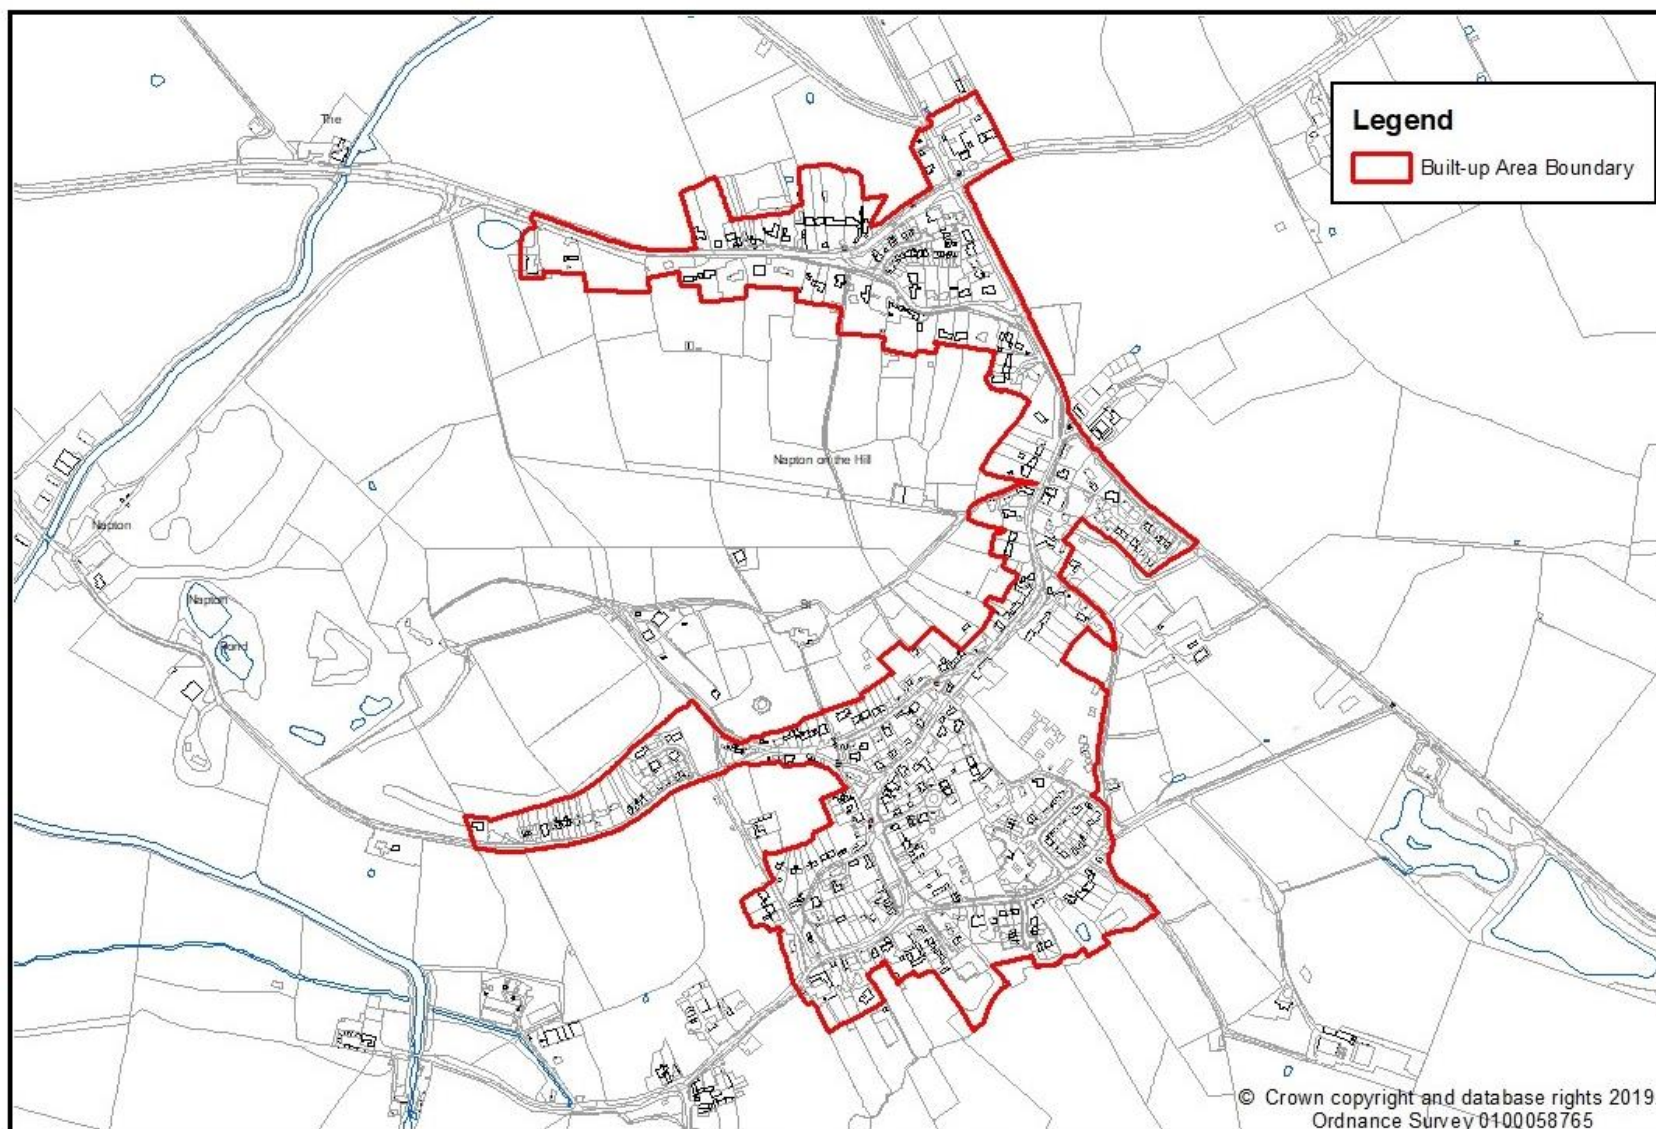 The
Legend
Built-up Area Boundary
Napton on the Hill
Napton
Napton
Pond
St
© Crown copyright and database rights 2019.
Ordnance Survey 0100058765